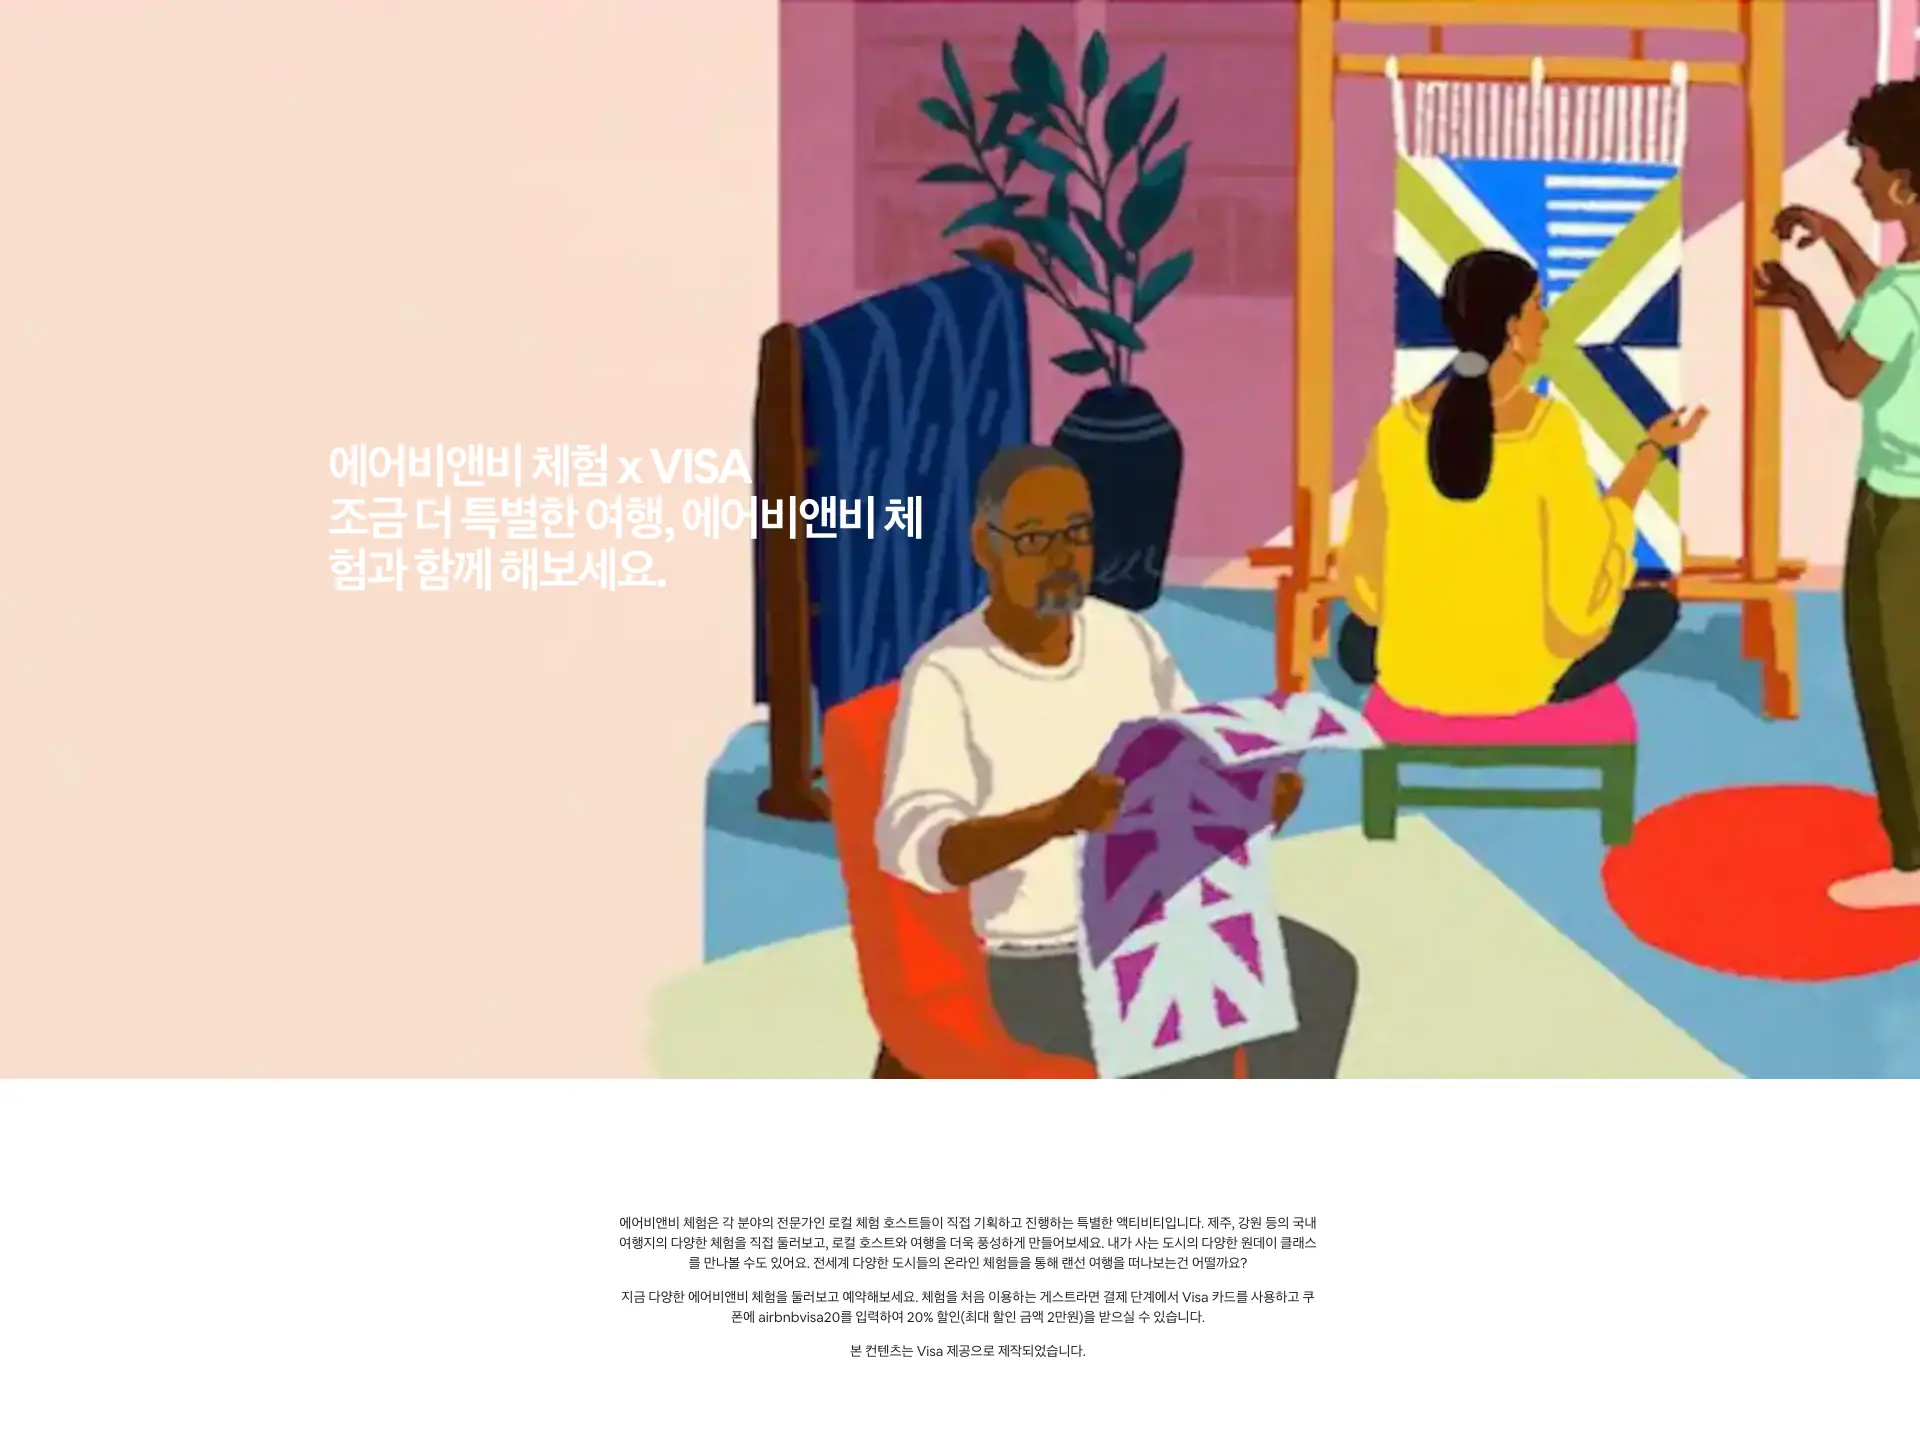 에어비앤비 체험 x VISA
조금 더 특별한 여행, 에어비앤비 체
험과 함께 해보세요.
에어비앤비 체험은 각 분야의 전문가인 로컬 체험 호스트들이 직접 기획하고 진행하는 특별한 액티비티입니다. 제주, 강원 등의 국내
여행지의 다양한 체험을 직접 둘러보고, 로컬 호스트와 여행을 더욱 풍성하게 만들어보세요. 내가 사는 도시의 다양한 원데이 클래스
를 만나볼 수도 있어요. 전세계 다양한 도시들의 온라인 체험들을 통해 랜선 여행을 떠나보는건 어떨까요?
지금 다양한 에어비앤비 체험을 둘러보고 예약해보세요. 체험을 처음 이용하는 게스트라면 결제 단계에서 Visa 카드를 사용하고 쿠
폰에 airbnbvisa20를 입력하여 20% 할인(최대 할인 금액 2만원)을 받으실 수 있습니다.
본 컨텐츠는 Visa 제공으로 제작되었습니다.